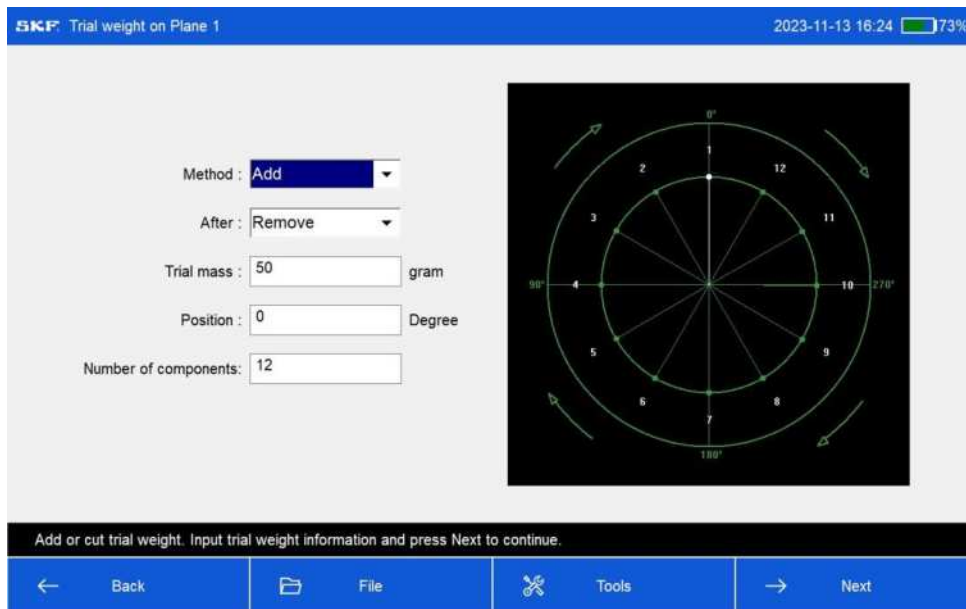 SKF. Trial weight on Plane 1
2023-11-13 16:24 73%
Method : Add
After : Remove
Trial mass : 50 gram
Position : 0 Degree
Number of components: 12
0°
1
2 12
3 11
90° 4 10 270°
5 9
6 8
7
180°
Add or cut trial weight. Input trial weight information and press Next to continue.
Back File Tools Next